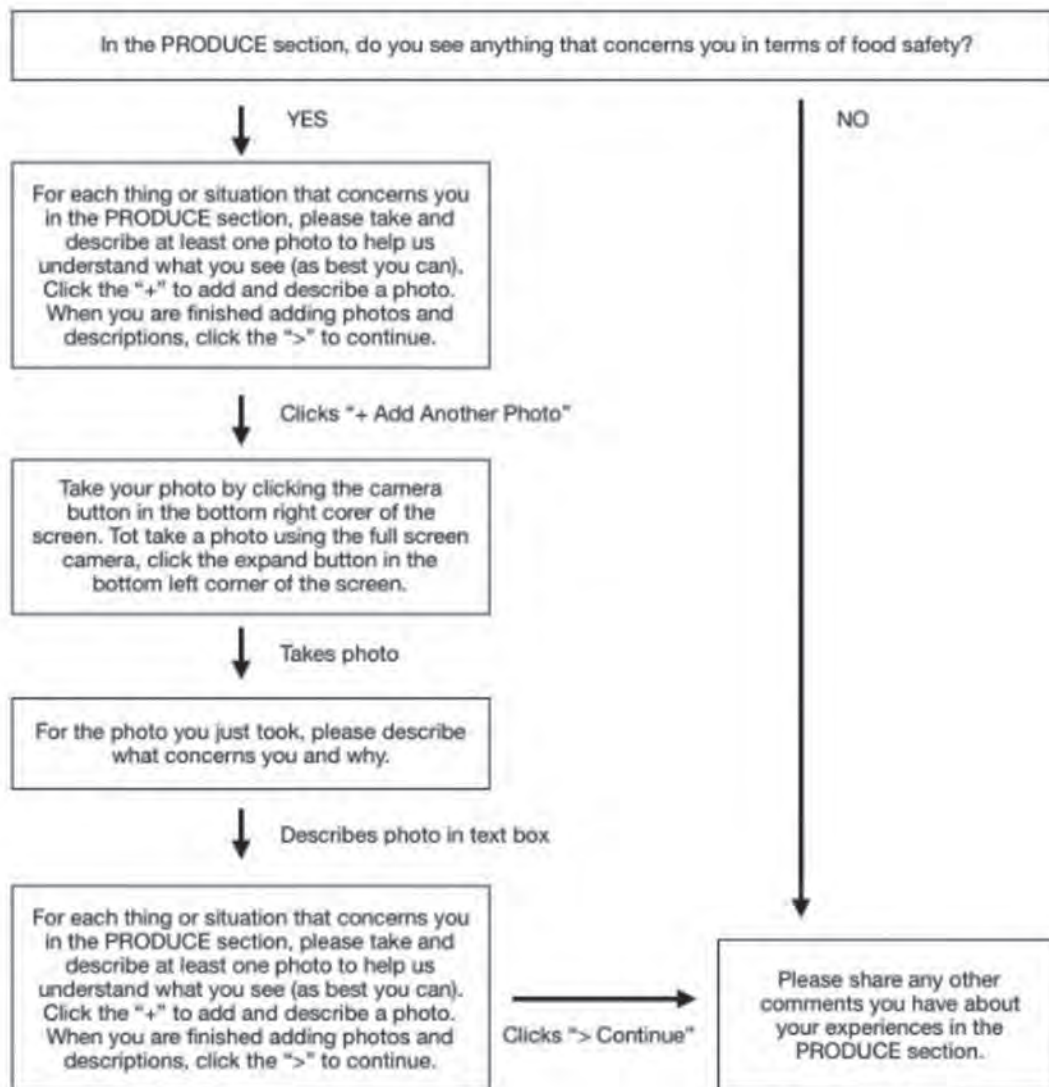 In the PRODUCE section, do you see anything that concerns you in terms of food safety?
YES
NO
For each thing or situation that concerns you
in the PRODUCE section, please take and
describe at least one photo to help us
understand what you see (as best you can).
Click the "+" to add and describe a photo.
When you are finished adding photos and
descriptions, click the ">" to continue.
Clicks "+ Add Another Photo"
Take your photo by clicking the camera
button in the bottom right corer of the
screen. Tot take a photo using the full screen
camera, click the expand button in the
bottom left corner of the screen.
Takes photo
For the photo you just took, please describe
what concerns you and why.
Describes photo in text box
For each thing or situation that concerns you
in the PRODUCE section, please take and
describe at least one photo to help us
understand what you see (as best you can).
Click the "+" to add and describe a photo.
When you are finished adding photos and
descriptions, click the ">" to continue.
Clicks "> Continue"
Please share any other
comments you have about
your experiences in the
PRODUCE section.